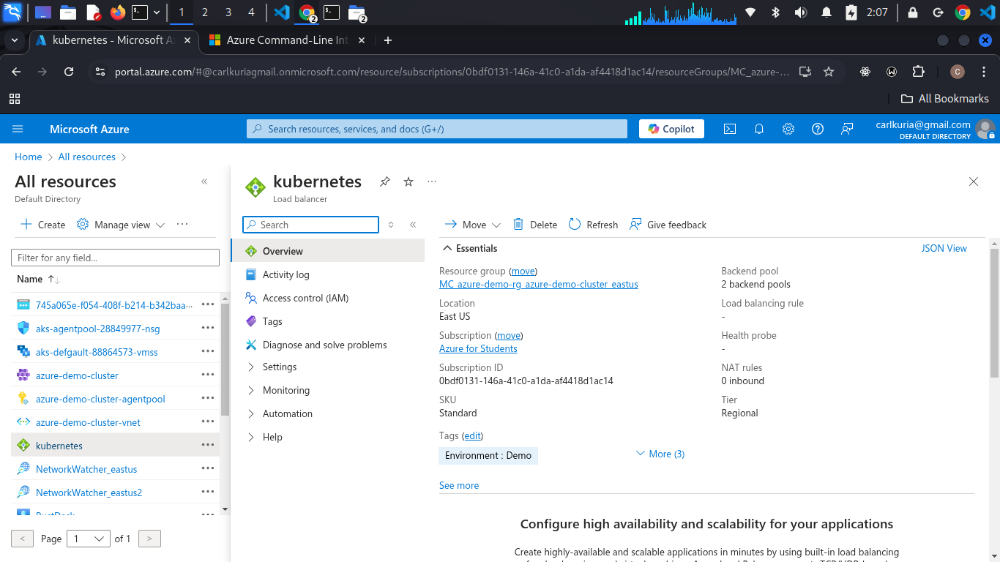 1 2 3 4 2 2 2:07
kubernetes - Microsoft A
Azure Command-Line Int
portal.azure.com/#@carlkuriagmail.onmicrosoft.com/resource/subscriptions/0bdf0131-146a-41c0-a1da-af4418d1ac14/resourceGroups/MC_azure-... C
All Bookmarks
Microsoft Azure
Search resources, services, and docs (G+/)
Copilot
carlkuria@gmail.com
DEFAULT DIRECTORY
Home > All resources >
All resources
Default Directory
Create Manage view ...
Filter for any field...
Name
745a065e-f054-408f-b214-b342baa...
aks-agentpool-28849977-nsg
aks-defgault-88864573-vmss
azure-demo-cluster
azure-demo-cluster-agentpool
azure-demo-cluster-vnet
kubernetes
NetworkWatcher_eastus
NetworkWatcher_eastus2
RustDesk
< Page 1 of 1 >
kubernetes
Load balancer
Search
Overview
Activity log
Access control (IAM)
Tags
Diagnose and solve problems
Settings
Monitoring
Automation
Help
Move Delete Refresh Give feedback
Essentials
JSON View
Resource group (move)
MC_azure-demo-rg_azure-demo-cluster_eastus
Location
East US
Subscription (move)
Azure for Students
Subscription ID
0bdf0131-146a-41c0-a1da-af4418d1ac14
SKU
Standard
Backend pool
2 backend pools
Load balancing rule
-
Health probe
-
NAT rules
0 inbound
Tier
Regional
Tags (edit)
Environment : Demo
More (3)
See more
Configure high availability and scalability for your applications
Create highly-available and scalable applications in minutes by using built-in load balancing